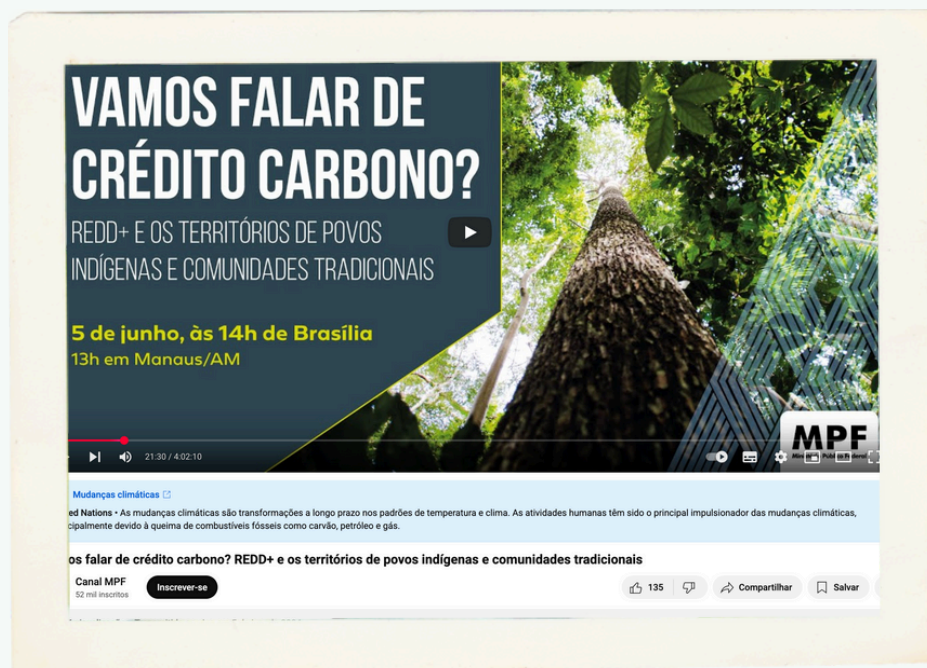 VAMOS FALAR DE
CRÉDITO CARBONO?
REDD+ E OS TERRITÓRIOS DE POVOS
INDÍGENAS E COMUNIDADES TRADICIONAIS
5 de junho, às 14h de Brasília
13h em Manaus/AM
MPF
Ministério Público Federal
21:30 / 4:02:10
Mudanças climáticas
ed Nations • As mudanças climáticas são transformações a longo prazo nos padrões de temperatura e clima. As atividades humanas têm sido o principal impulsionador das mudanças climáticas,
cipalmente devido à queima de combustíveis fósseis como carvão, petróleo e gás.
os falar de crédito carbono? REDD+ e os territórios de povos indígenas e comunidades tradicionais
Canal MPF
52 mil inscritos
Inscrever-se
135
Compartilhar
Salvar